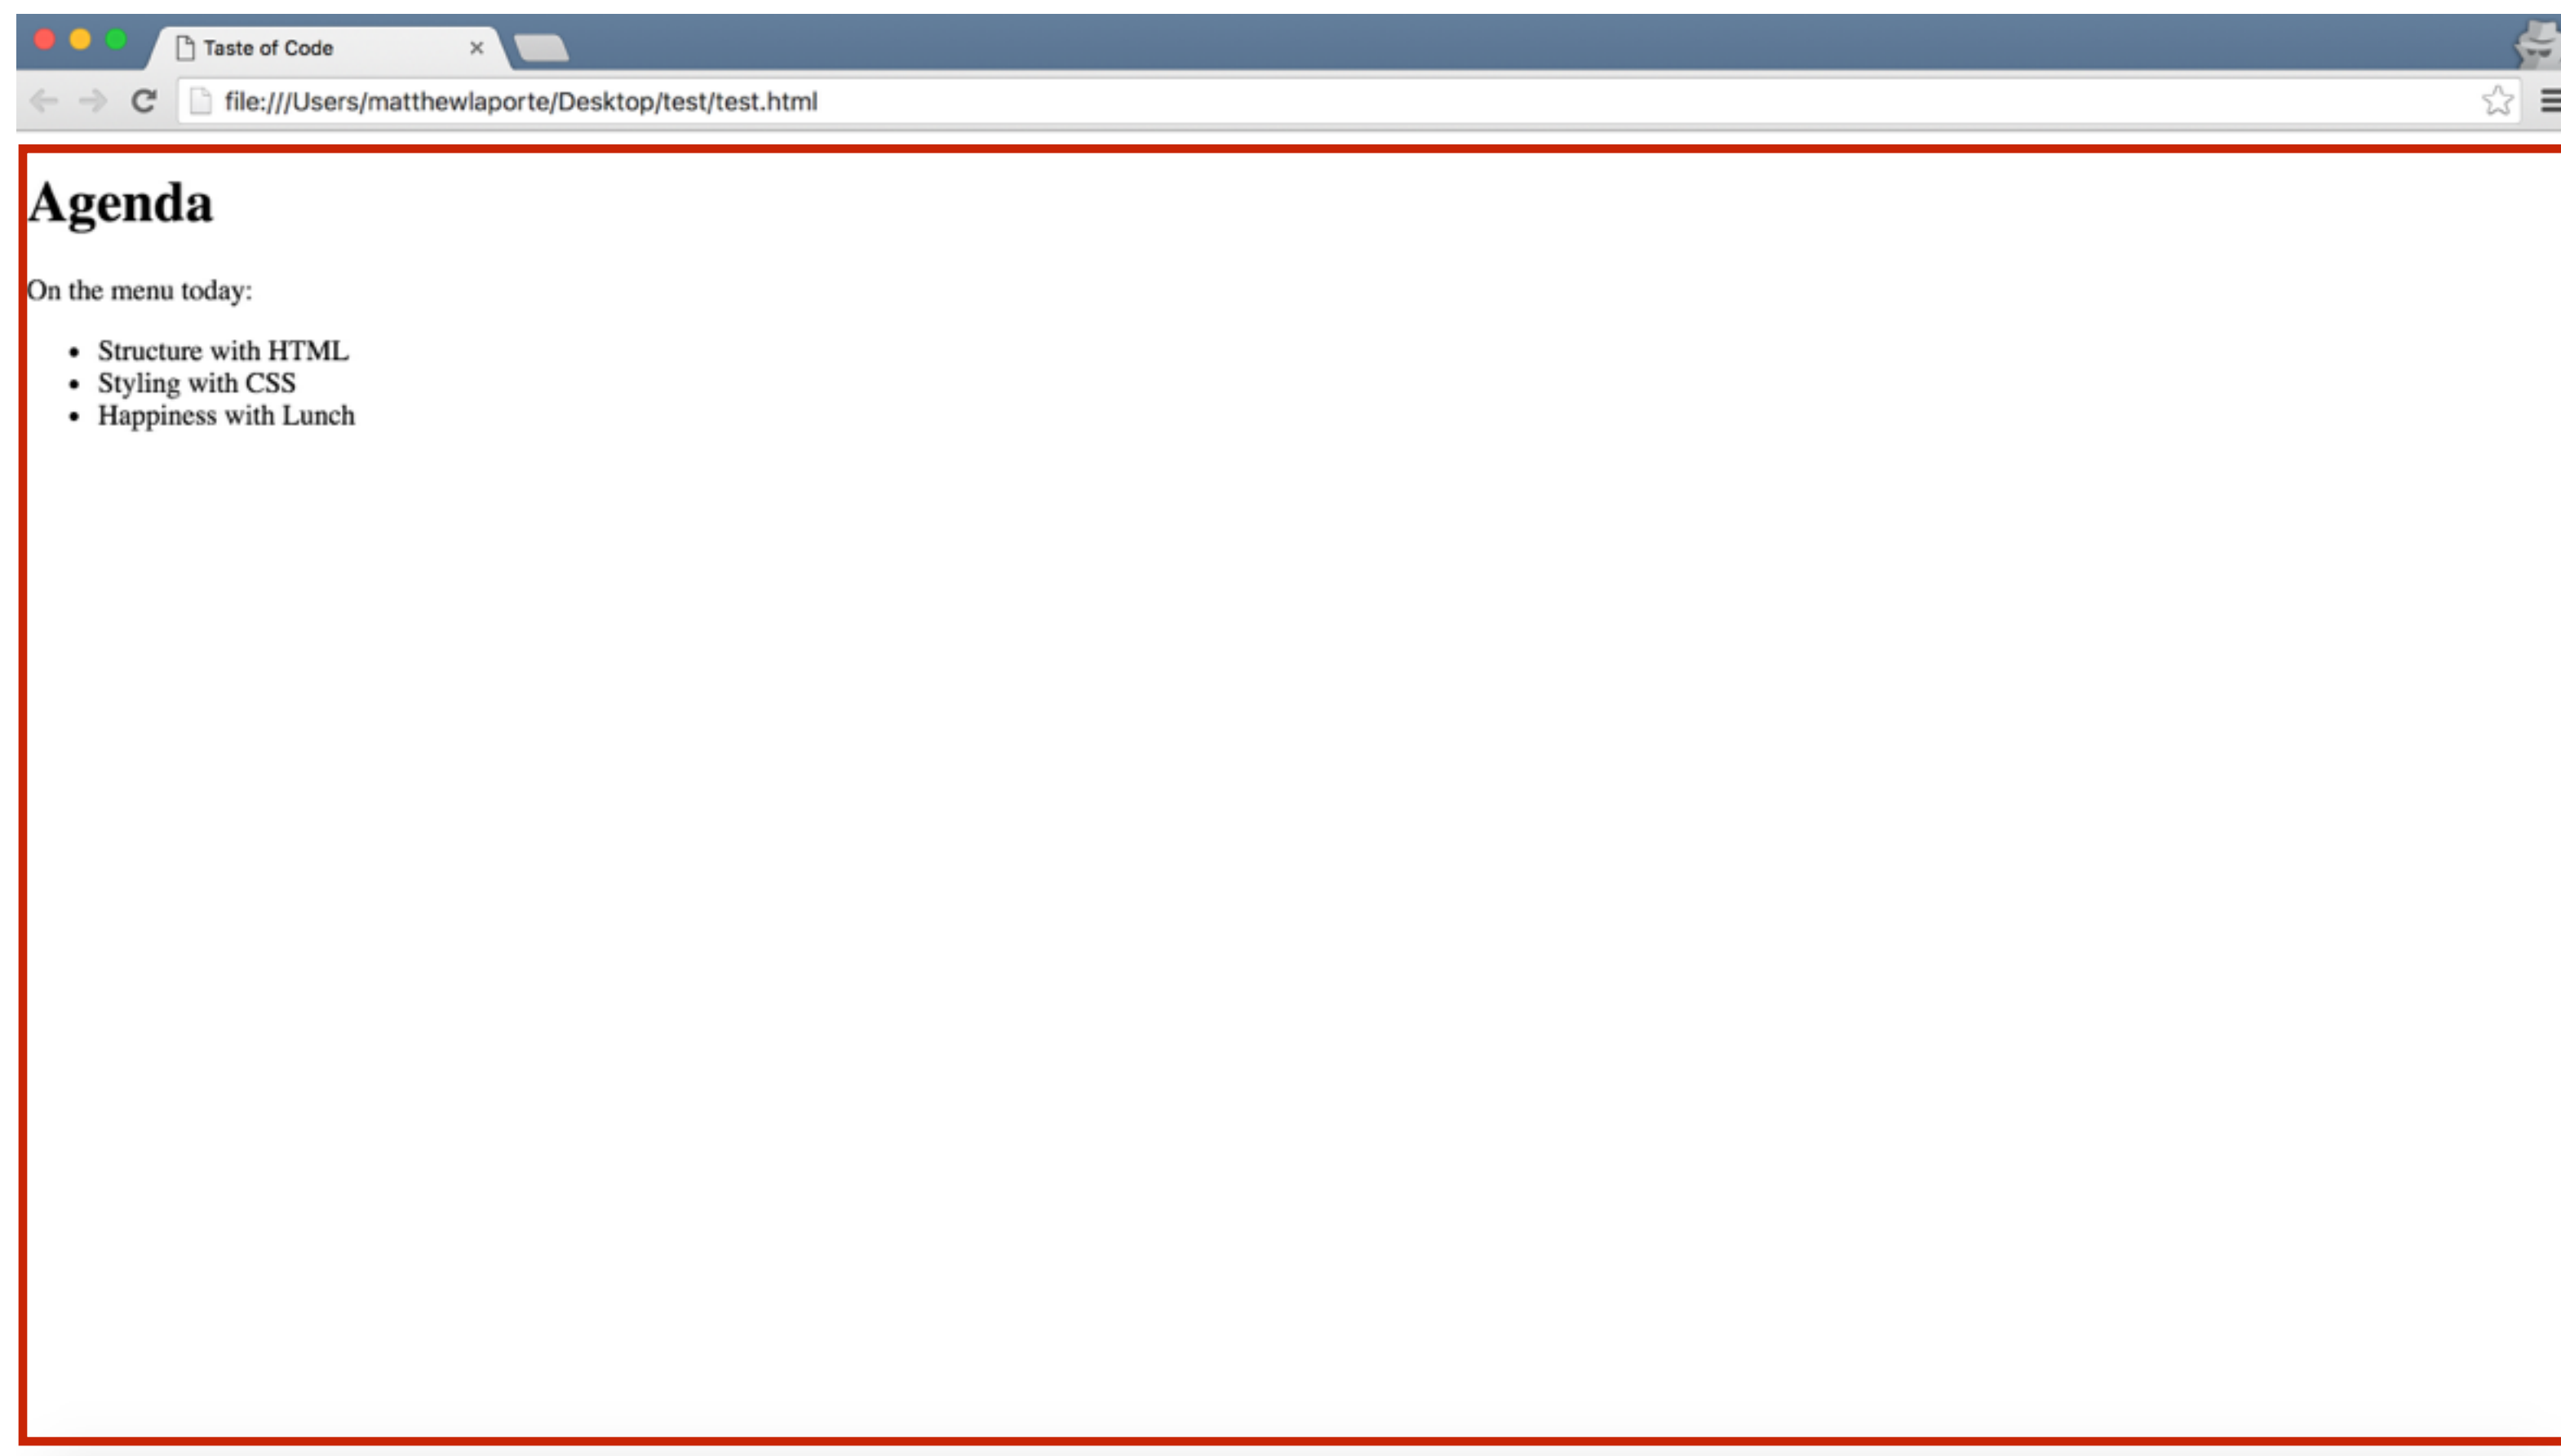 Taste of Code
file:///Users/matthewlaporte/Desktop/test/test.html
Agenda
On the menu today:
• Structure with HTML
• Styling with CSS
• Happiness with Lunch